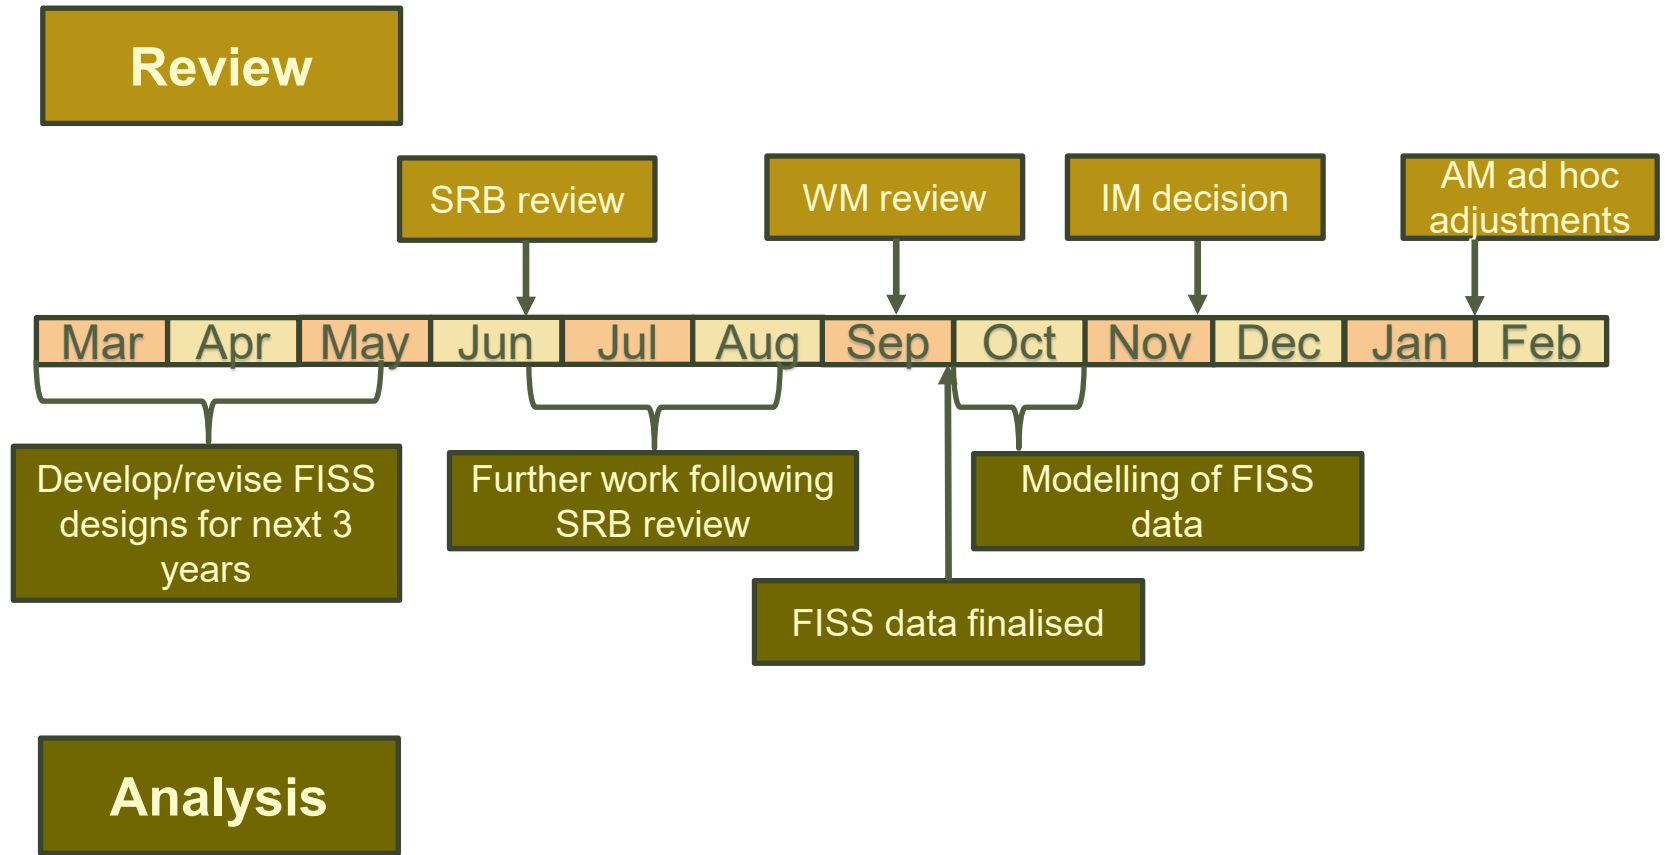 Review
SRB review
WM review
IM decision
AM ad hoc
adjustments
Mar Apr May Jun Jul Aug Sep Oct Nov Dec Jan Feb
Develop/revise FISS
designs for next 3
years
Further work following
SRB review
Modelling of FISS
data
FISS data finalised
Analysis